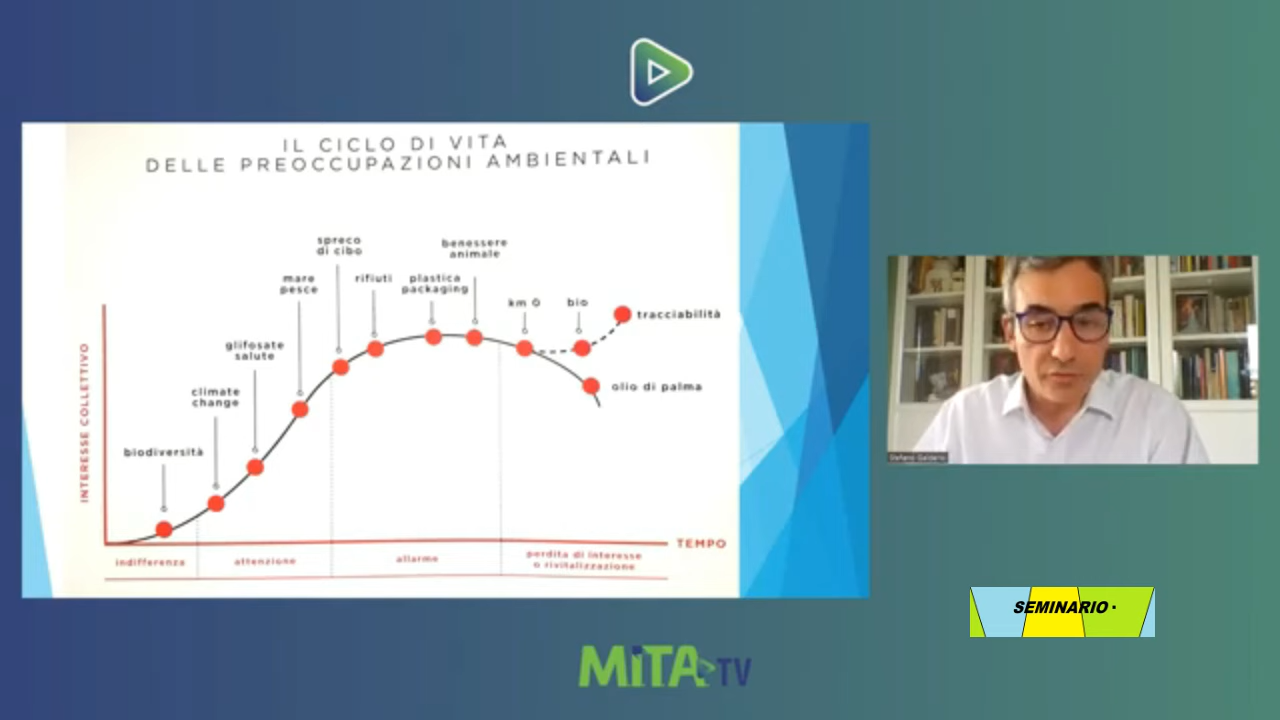 IL CICLO DI VITA
DELLE PREOCCUPAZIONI AMBIENTALI
spreco
di cibo
benessere
animale
mare
pesce
rifiuti
plastica
packaging
km 0
bio
tracciabilità
glifosate
salute
olio di palma
climate
change
biodiversità
INTERESSE COLLETTIVO
TEMPO
indifferenza
attenzione
allarme
perdita di interesse
o rivitalizzazione
SEMINARIO ·
MiTA TV